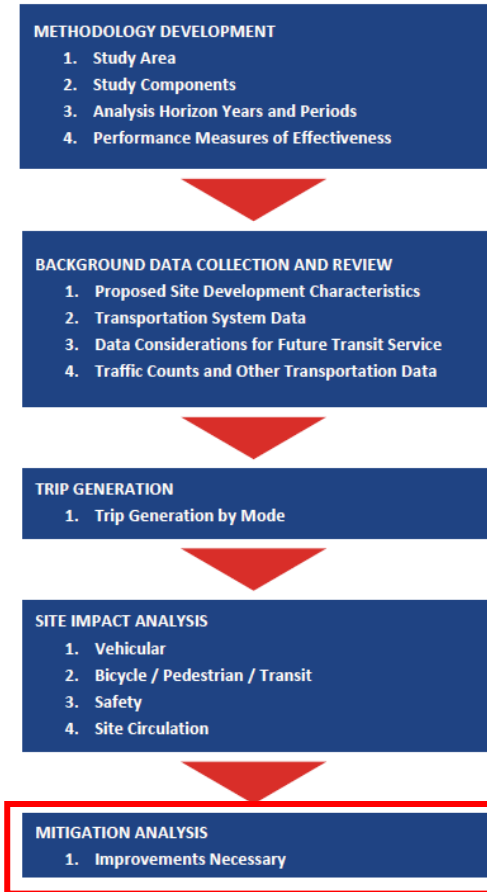 METHODOLOGY DEVELOPMENT
1. Study Area
2. Study Components
3. Analysis Horizon Years and Periods
4. Performance Measures of Effectiveness
BACKGROUND DATA COLLECTION AND REVIEW
1. Proposed Site Development Characteristics
2. Transportation System Data
3. Data Considerations for Future Transit Service
4. Traffic Counts and Other Transportation Data
TRIP GENERATION
1. Trip Generation by Mode
SITE IMPACT ANALYSIS
1. Vehicular
2. Bicycle / Pedestrian / Transit
3. Safety
4. Site Circulation
MITIGATION ANALYSIS
1. Improvements Necessary